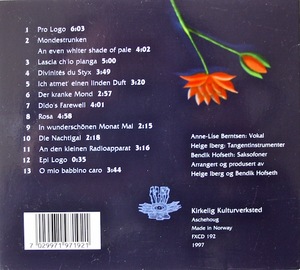 1 Pro Logo 6:03
2 Mondestrunken
An even whiter shade of pale 4:02
3 Lascia ch'io pianga 5:00
4 Divinités du Styx 3:49
5 Ich atmet' einen linden Duft 3:20
6 Der kranke Mond 2:57
7 Dido's Farewell 4:01
8 Rosa 4:58
9 In wunderschönen Monat Mai 2:15
10 Die Nachtigal 2:18
11 An den kleinen Radioapparat 3:16
12 Epi Logo 0:35
13 O mio babbino caro 3:44
Anne-Lise Berntsen: Vokal
Helge Iberg: Tangentinstrumenter
Bendik Hofseth: Saksofoner
Arrangert og produsert av
Helge Iberg og Bendik Hofseth
Kirkelig Kulturverksted
Aschehoug
Made in Norway
FXCD 192
1997
7 029971 971921